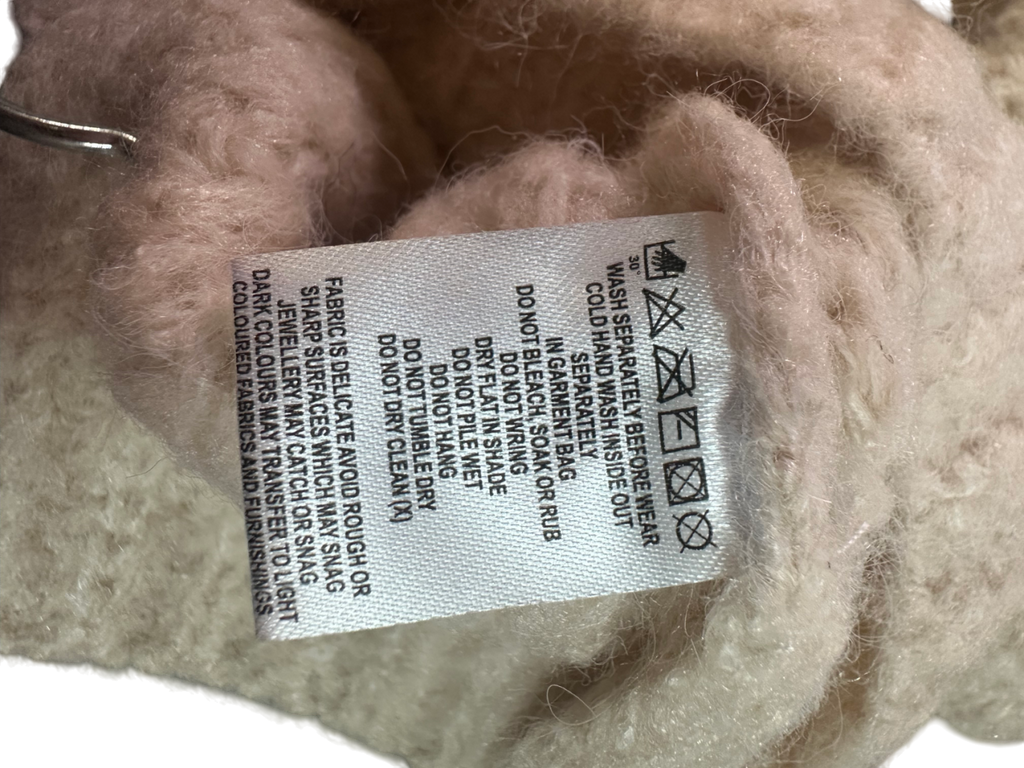 30°
WASH SEPARATELY BEFORE WEAR
COLD HAND WASH INSIDE OUT
SEPARATELY
IN GARMENT BAG
DO NOT BLEACH, SOAK OR RUB
DO NOT WRING
DRY FLAT IN SHADE
DO NOT PILE WET
DO NOT HANG
DO NOT TUMBLE DRY
DO NOT DRY CLEAN (X)
FABRIC IS DELICATE AVOID ROUGH OR
SHARP SURFACES WHICH MAY SNAG
JEWELLERY MAY CATCH OR SNAG
DARK COLOURS MAY TRANSFER TO LIGHT
COLOURED FABRICS AND FURNISHINGS.